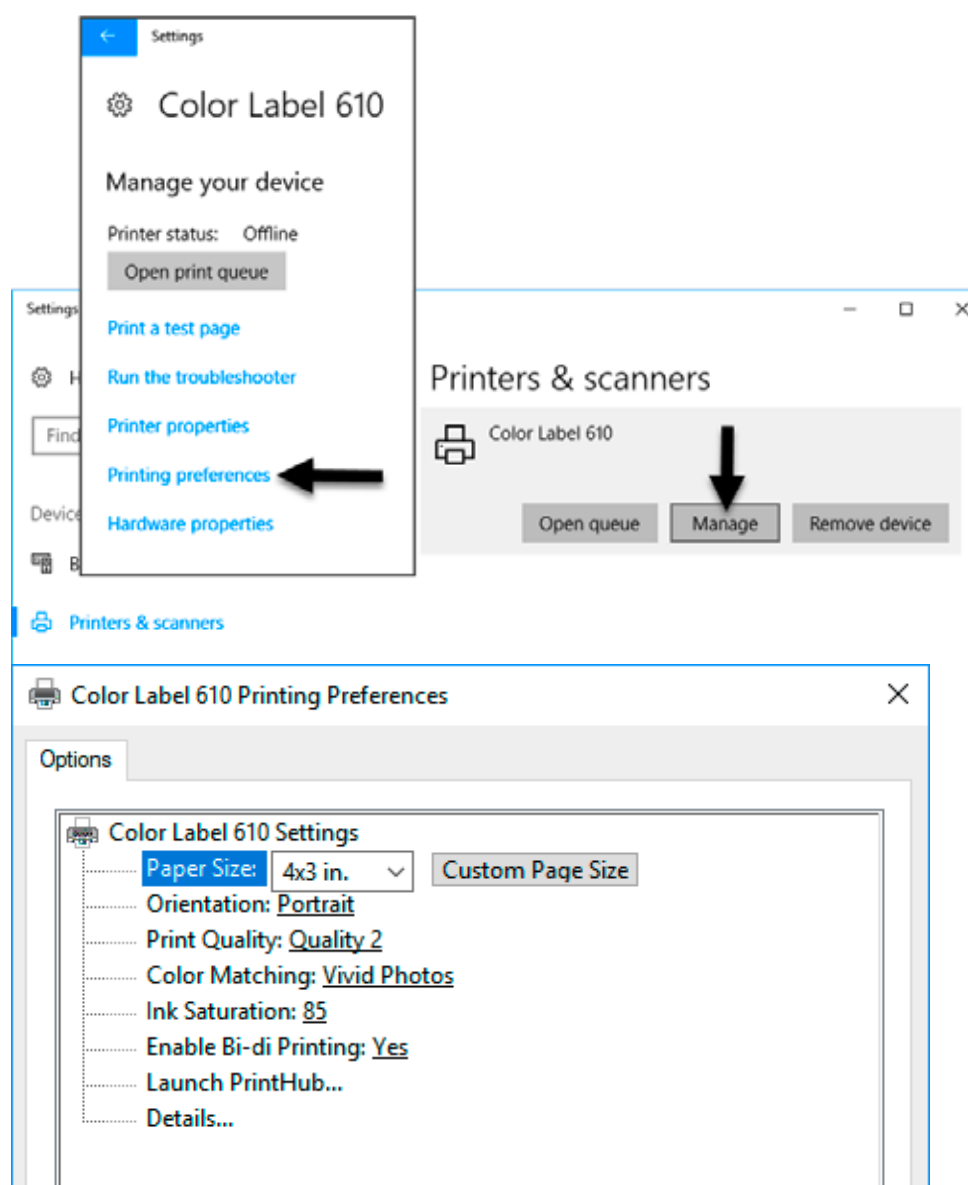 Settings
Color Label 610
Manage your device
Printer status: Offline
Open print queue
Print a test page
Run the troubleshooter
Printer properties
Printing preferences
Hardware properties
Settings
H
Find
Device
B
Printers & scanners
Printers & scanners
Color Label 610
Open queue Manage Remove device
Color Label 610 Printing Preferences
Options
Color Label 610 Settings
Paper Size: 4x3 in. Custom Page Size
Orientation: Portrait
Print Quality: Quality 2
Color Matching: Vivid Photos
Ink Saturation: 85
Enable Bi-di Printing: Yes
Launch PrintHub...
Details...